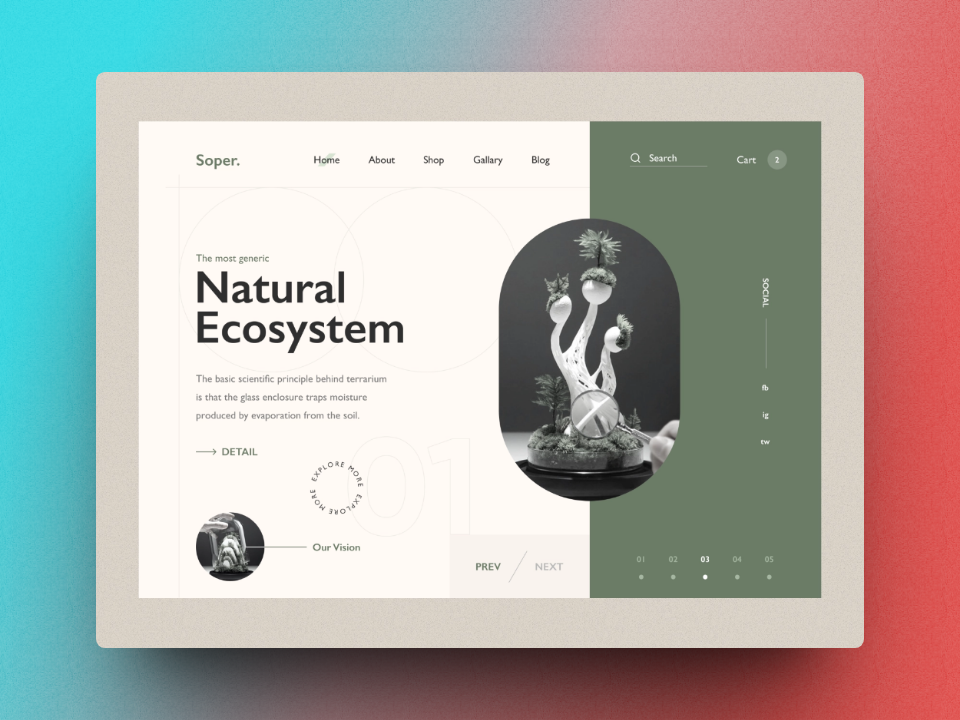 Soper.
Home About Shop Gallary Blog
Search
Cart 2
The most generic
Natural
Ecosystem
The basic scientific principle behind terrarium
is that the glass enclosure traps moisture
produced by evaporation from the soil.
DETAIL
EXPLORE MORE EXPLORE MORE
01
Our Vision
PREV NEXT
SOCIAL
fb
ig
tw
01 02 03 04 05